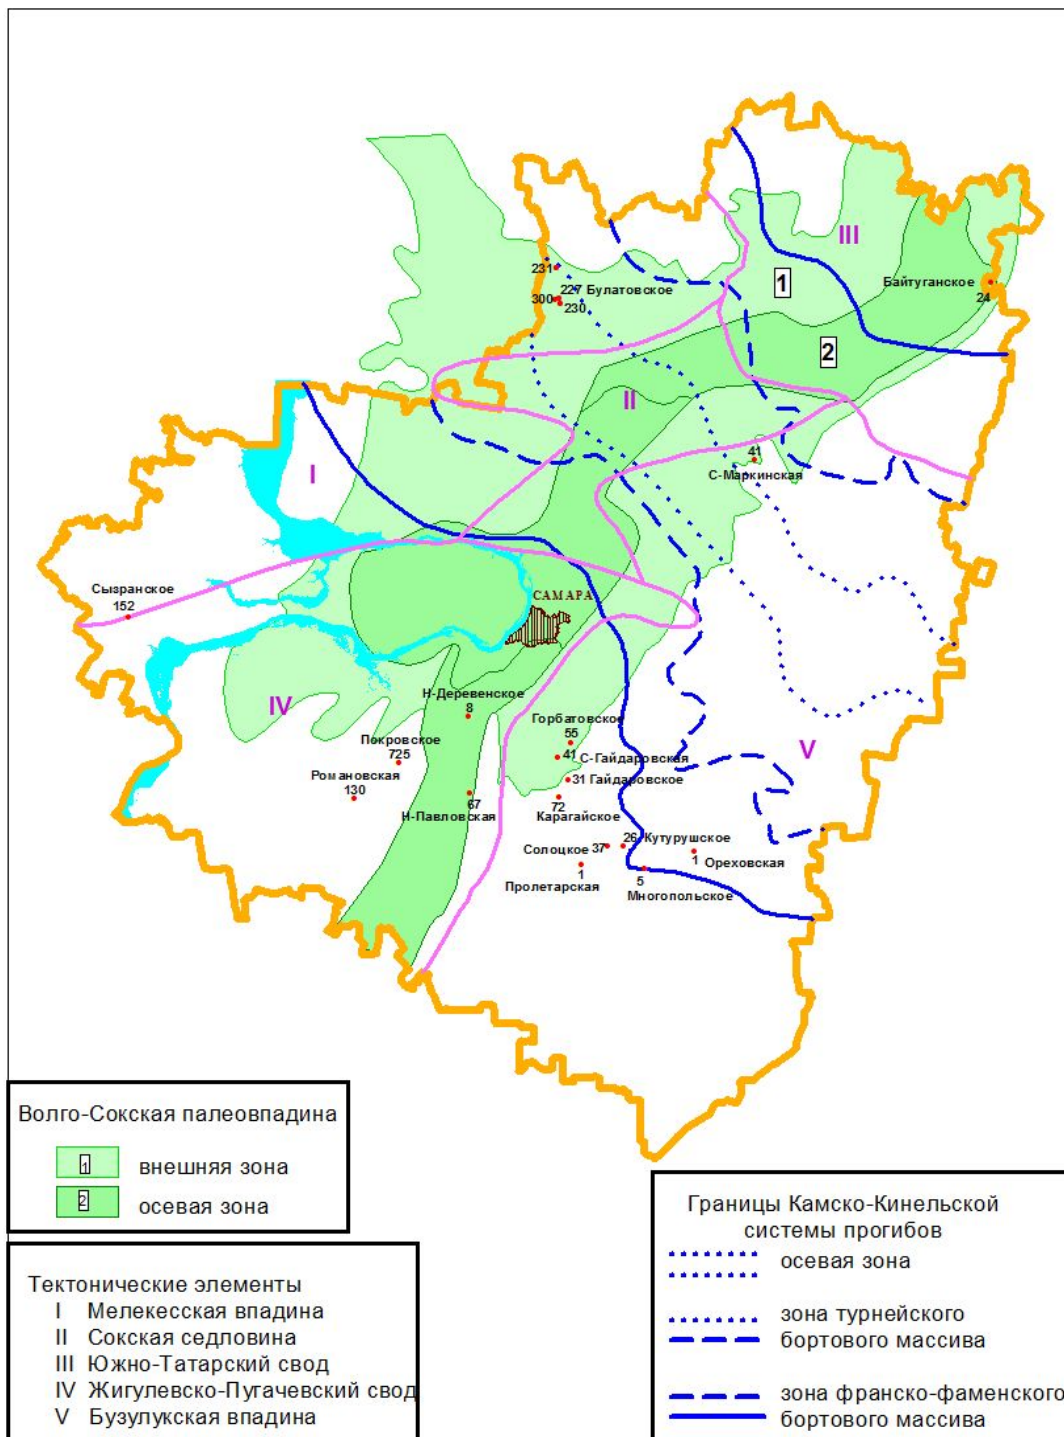 III
231
1
Байтуганское
24
227 Булатовское
300
230
2
II
41
С-Маркинская
I
Сызранское
152
САМАРА
IV
Н-Деревенское
8
Горбатовское
55
V
Покровское
725
41
С-Гайдаровская
Романовская
130
31 Гайдаровское
67
Н-Павловская
72
Карагайское
26
Кутурушское
Солоцкое 37
1
Ореховская
1
Пролетарская
5
Многопольское
Волго-Сокская палеовпадина
1 внешняя зона
2 осевая зона
Тектонические элементы
I Мелекесская впадина
II Сокская седловина
III Южно-Татарский свод
IV Жигулевско-Пугачевский свод
V Бузулукская впадина
Границы Камско-Кинельской
системы прогибов
осевая зона
зона турнейского
бортового массива
зона франско-фаменского
бортового массива